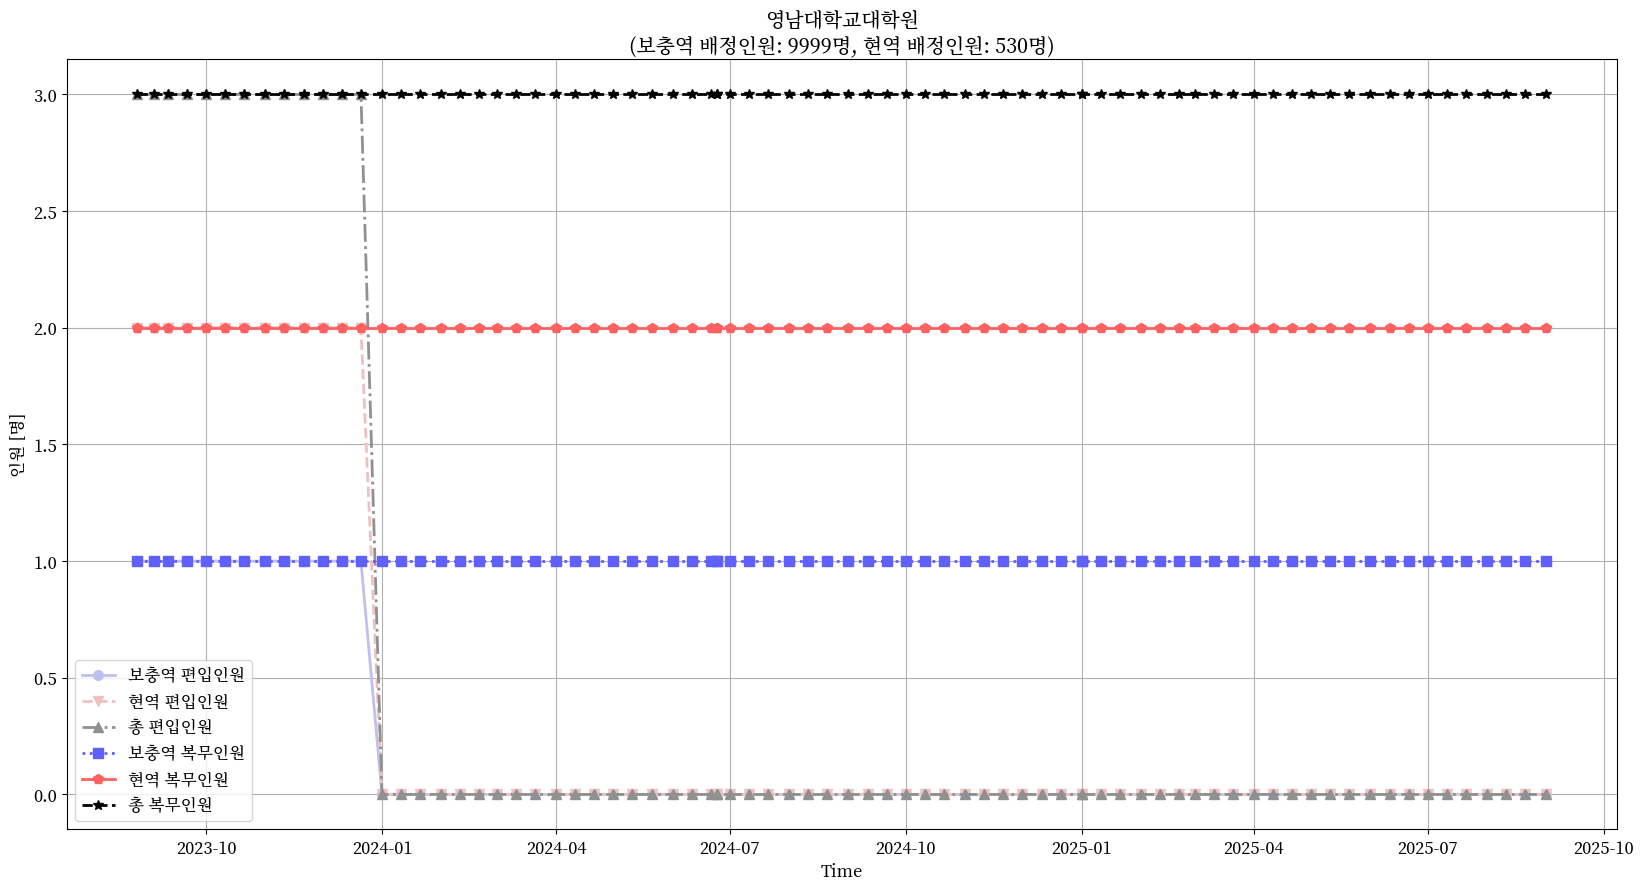 영남대학교대학원
(보충역 배정인원: 9999명, 현역 배정인원: 530명)
3.0
2.5
2.0
1.5
1.0
0.5
0.0
인원 [명]
보충역 편입인원
현역 편입인원
총 편입인원
보충역 복무인원
현역 복무인원
총 복무인원
2023-10 2024-01 2024-04 2024-07 2024-10 2025-01 2025-04 2025-07 2025-10
Time